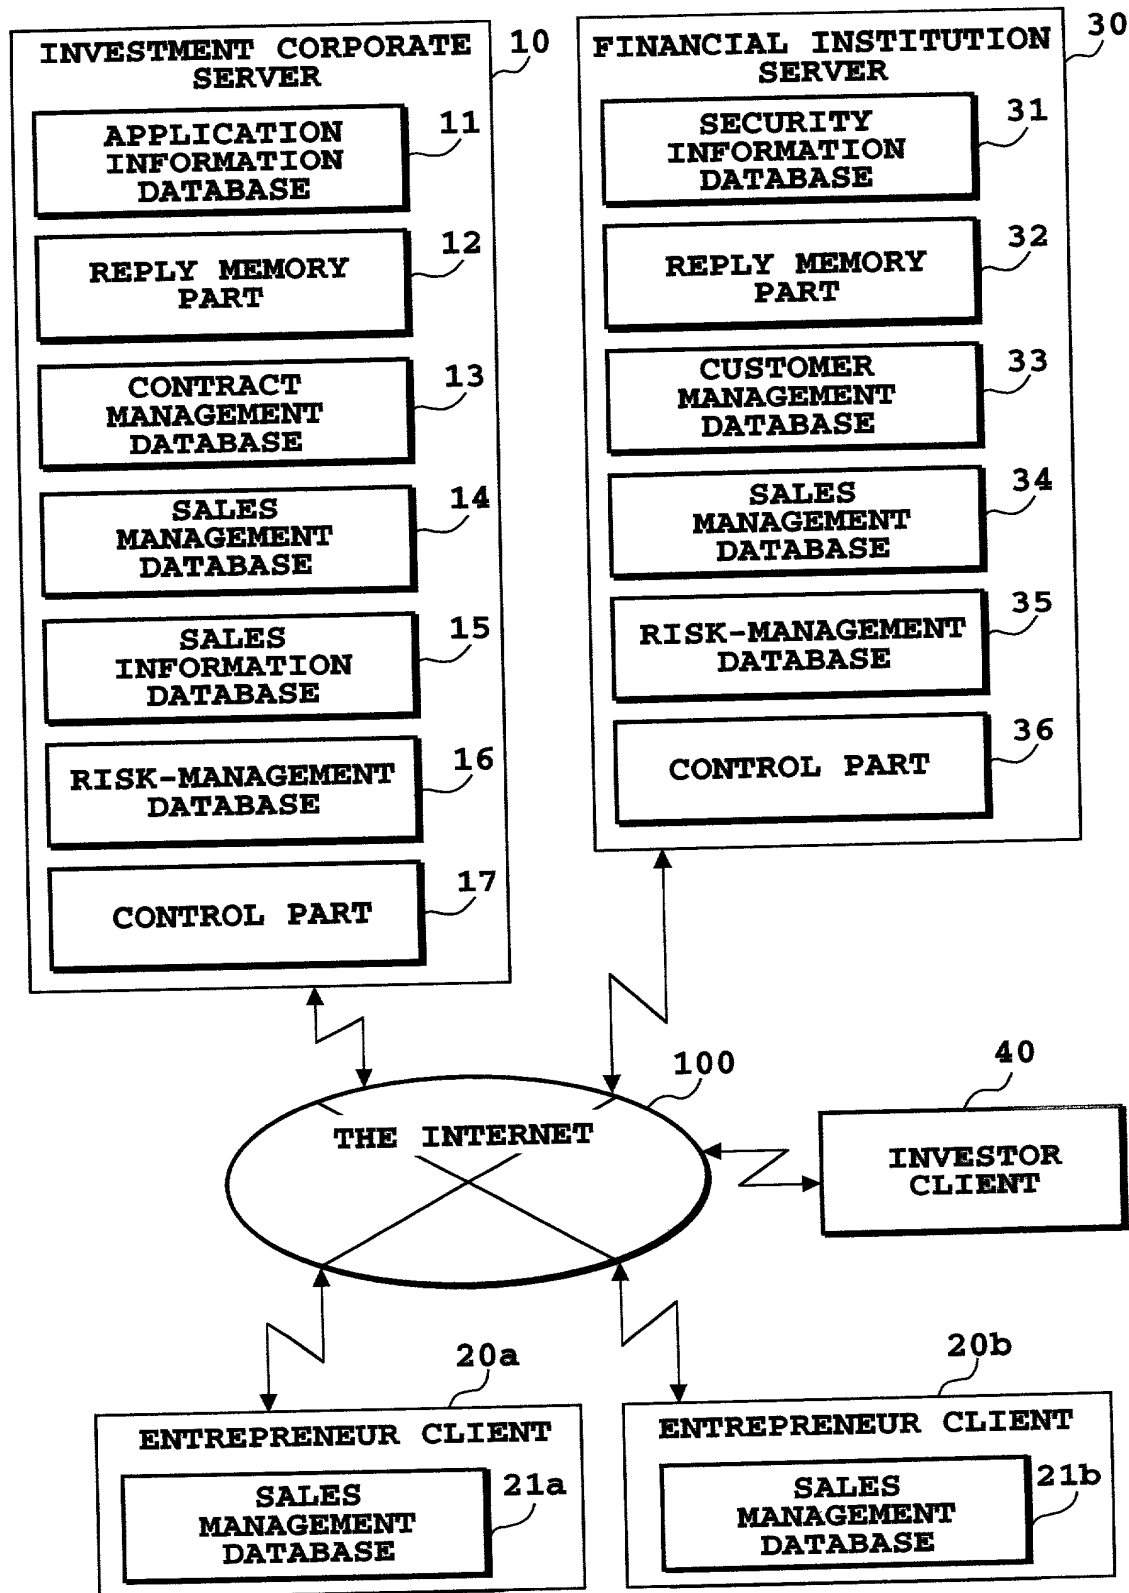 INVESTMENT CORPORATE
SERVER
10
APPLICATION
INFORMATION
DATABASE
11
REPLY MEMORY
PART
12
CONTRACT
MANAGEMENT
DATABASE
13
SALES
MANAGEMENT
DATABASE
14
SALES
INFORMATION
DATABASE
15
RISK-MANAGEMENT
DATABASE
16
CONTROL PART
17
FINANCIAL INSTITUTION
SERVER
30
SECURITY
INFORMATION
DATABASE
31
REPLY MEMORY
PART
32
CUSTOMER
MANAGEMENT
DATABASE
33
SALES
MANAGEMENT
DATABASE
34
RISK-MANAGEMENT
DATABASE
35
CONTROL PART
36
THE INTERNET
100
INVESTOR
CLIENT
40
20a
ENTREPRENEUR CLIENT
SALES
MANAGEMENT
DATABASE
21a
20b
ENTREPRENEUR CLIENT
SALES
MANAGEMENT
DATABASE
21b